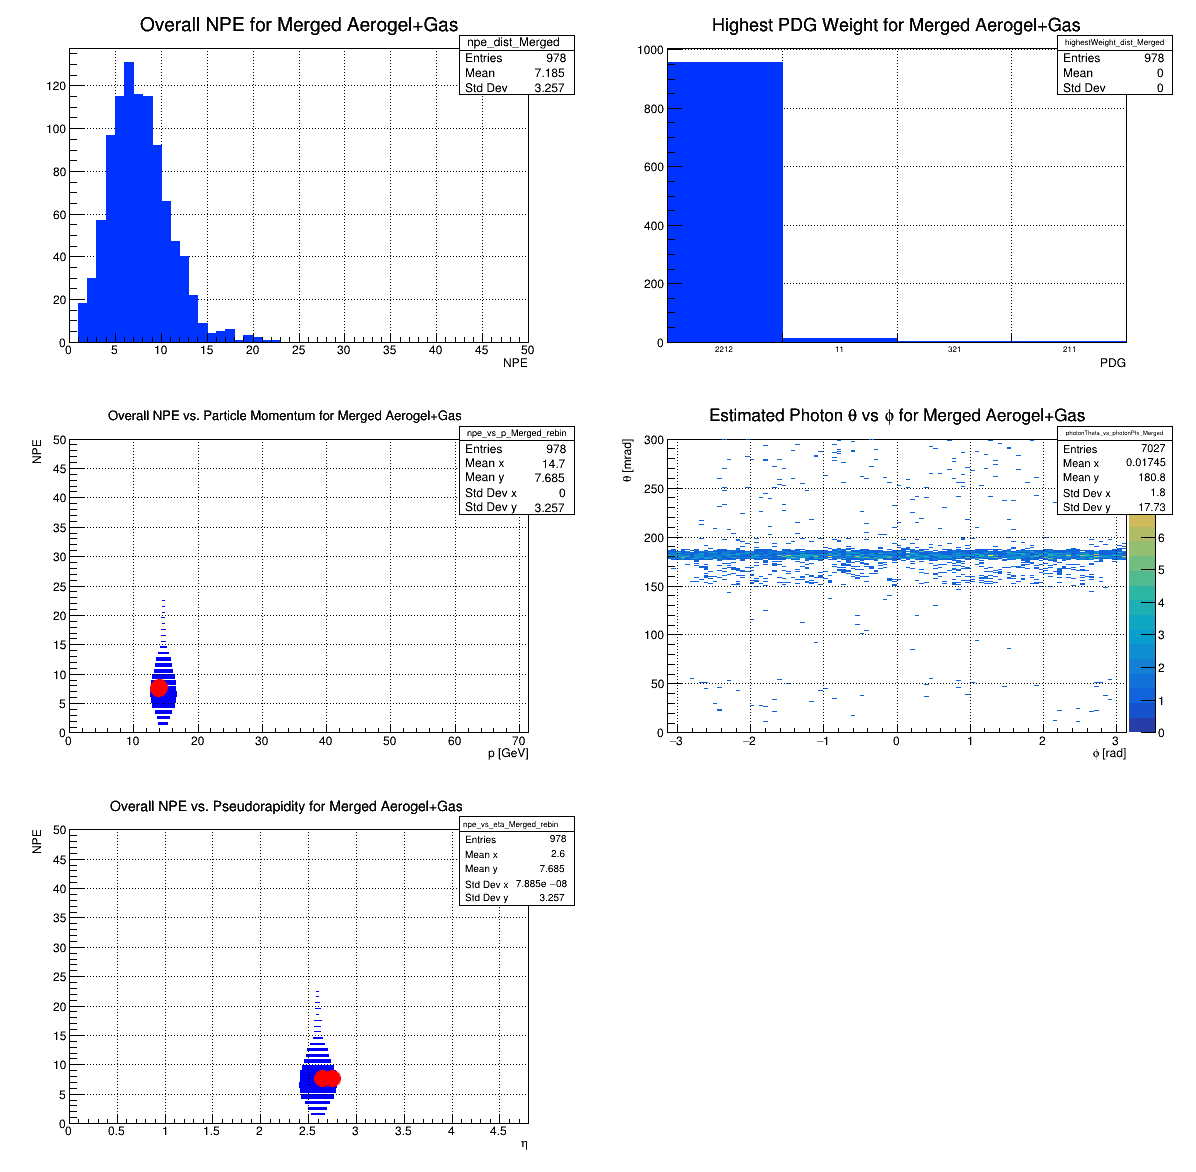 Overall NPE for Merged Aerogel+Gas
npe_dist_Merged
Entries 978
Mean 7.185
Std Dev 3.257
120
100
80
60
40
20
0
0 5 10 15 20 25 30 35 40 45 50
NPE
Highest PDG Weight for Merged Aerogel+Gas
highestWeight_dist_Merged
Entries 978
Mean 0
Std Dev 0
1000
800
600
400
200
0
2212 11 321 211
PDG
Overall NPE vs. Particle Momentum for Merged Aerogel+Gas
npe_vs_p_Merged_rebin
Entries 978
Mean x 14.7
Mean y 7.685
Std Dev x 0
Std Dev y 3.257
NPE
50
45
40
35
30
25
20
15
10
5
0
0 10 20 30 40 50 60 70
p [GeV]
Estimated Photon θ vs ϕ for Merged Aerogel+Gas
photonTheta_vs_photonPhi_Merged
Entries 7027
Mean x 0.01745
Mean y 180.8
Std Dev x 1.8
Std Dev y 17.73
θ [mrad]
300
250
200
150
100
50
0
−3 −2 −1 0 1 2 3
ϕ [rad]
6
5
4
3
2
1
0
Overall NPE vs. Pseudorapidity for Merged Aerogel+Gas
npe_vs_eta_Merged_rebin
Entries 978
Mean x 2.6
Mean y 7.685
Std Dev x 7.885e −08
Std Dev y 3.257
NPE
50
45
40
35
30
25
20
15
10
5
0
0 0.5 1 1.5 2 2.5 3 3.5 4 4.5
η